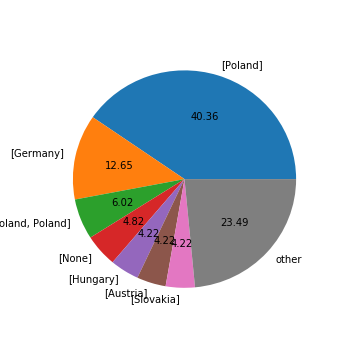 [Poland]
40.36
[Germany]
12.65
oland, Poland]
6.02
[None]
4.82
[Hungary]
4.22
[Austria]
4.22
[Slovakia]
4.22
other
23.49